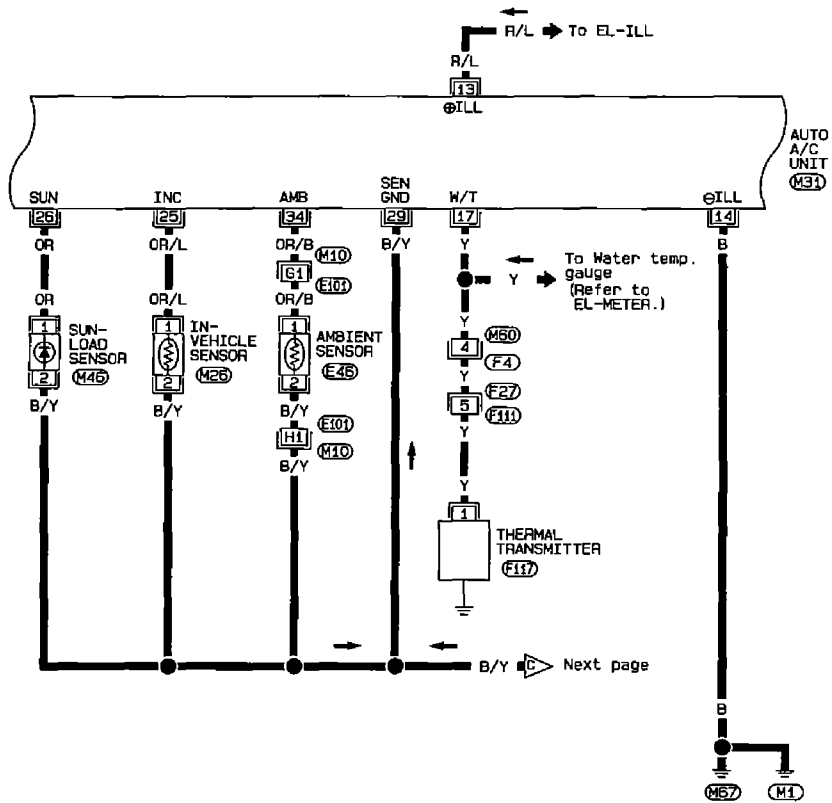 R/L To EL-ILL
R/L
13
⊕ILL
AUTO
A/C
UNIT
M31
SUN
INC
AMB
SEN
GND
W/T
⊖ILL
26
25
34
29
17
14
OR
OR/L
OR/B
B/Y
Y
B
M10
G1
E101
To Water temp.
gauge
(Refer to
EL-METER.)
Y
OR
OR/L
OR/B
Y
1
SUN-
LOAD
SENSOR
2
M46
1
IN-
VEHICLE
SENSOR
2
M26
1
AMBIENT
SENSOR
2
E46
M60
4
F4
Y
F27
5
F111
Y
B/Y
B/Y
B/Y
E101
H1
M10
B/Y
Y
1
THERMAL
TRANSMITTER
F117
B/Y C Next page
B
M67
M1